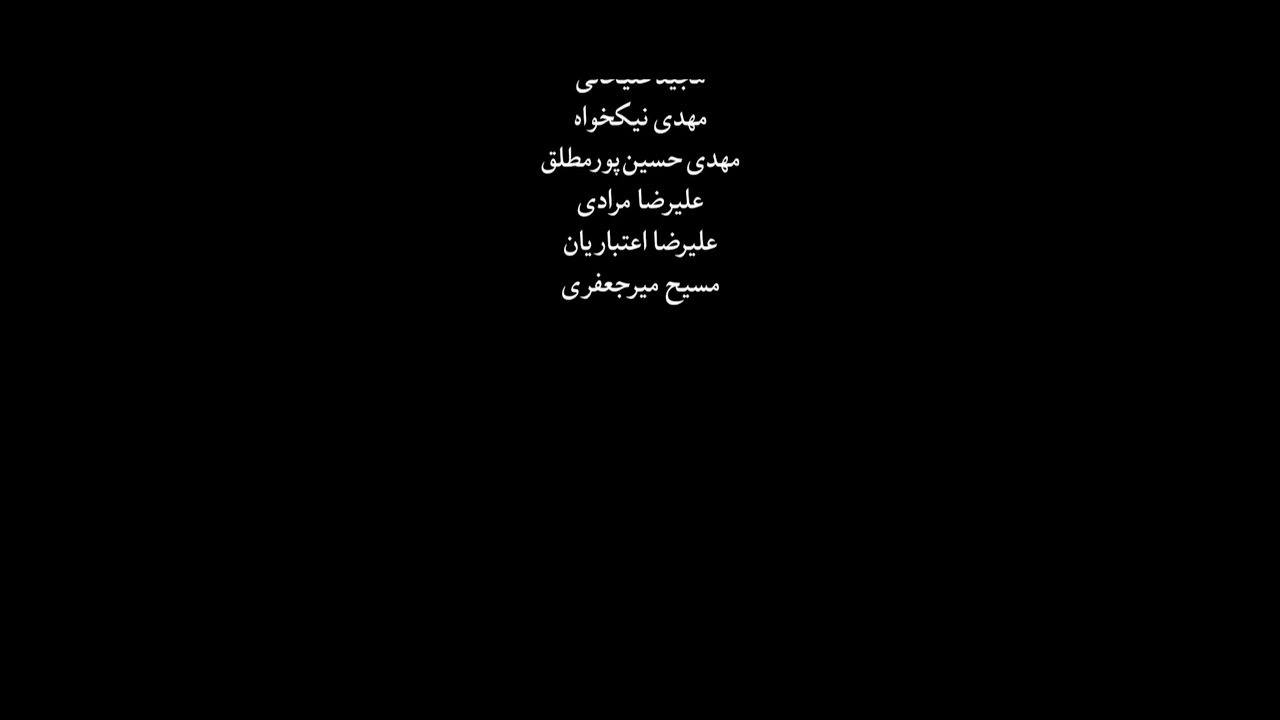 مهدی نیکخواه
مهدی حسین‌پورمطلق
علیرضا مرادی
علیرضا اعتباریان
مسیح میرجعفری